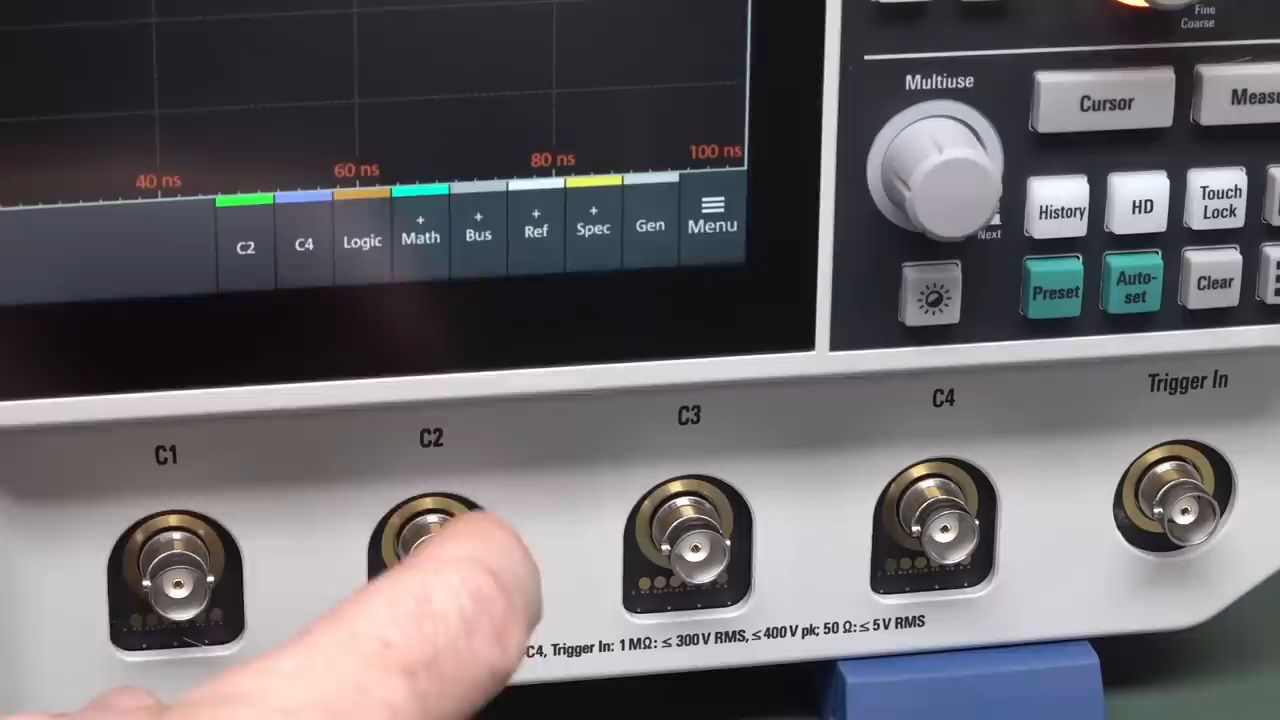 Fine
Coarse
Multiuse
Cursor
History
HD
Touch
Lock
Next
Preset
Auto-
set
Clear
40 ns
60 ns
80 ns
100 ns
C2
C4
Logic
+
Math
+
Bus
+
Ref
+
Spec
Gen
Menu
C1
C2
C3
C4
Trigger In
C4, Trigger In: 1 MΩ: ≤ 300 V RMS, ≤ 400 V pk; 50 Ω: ≤ 5 V RMS